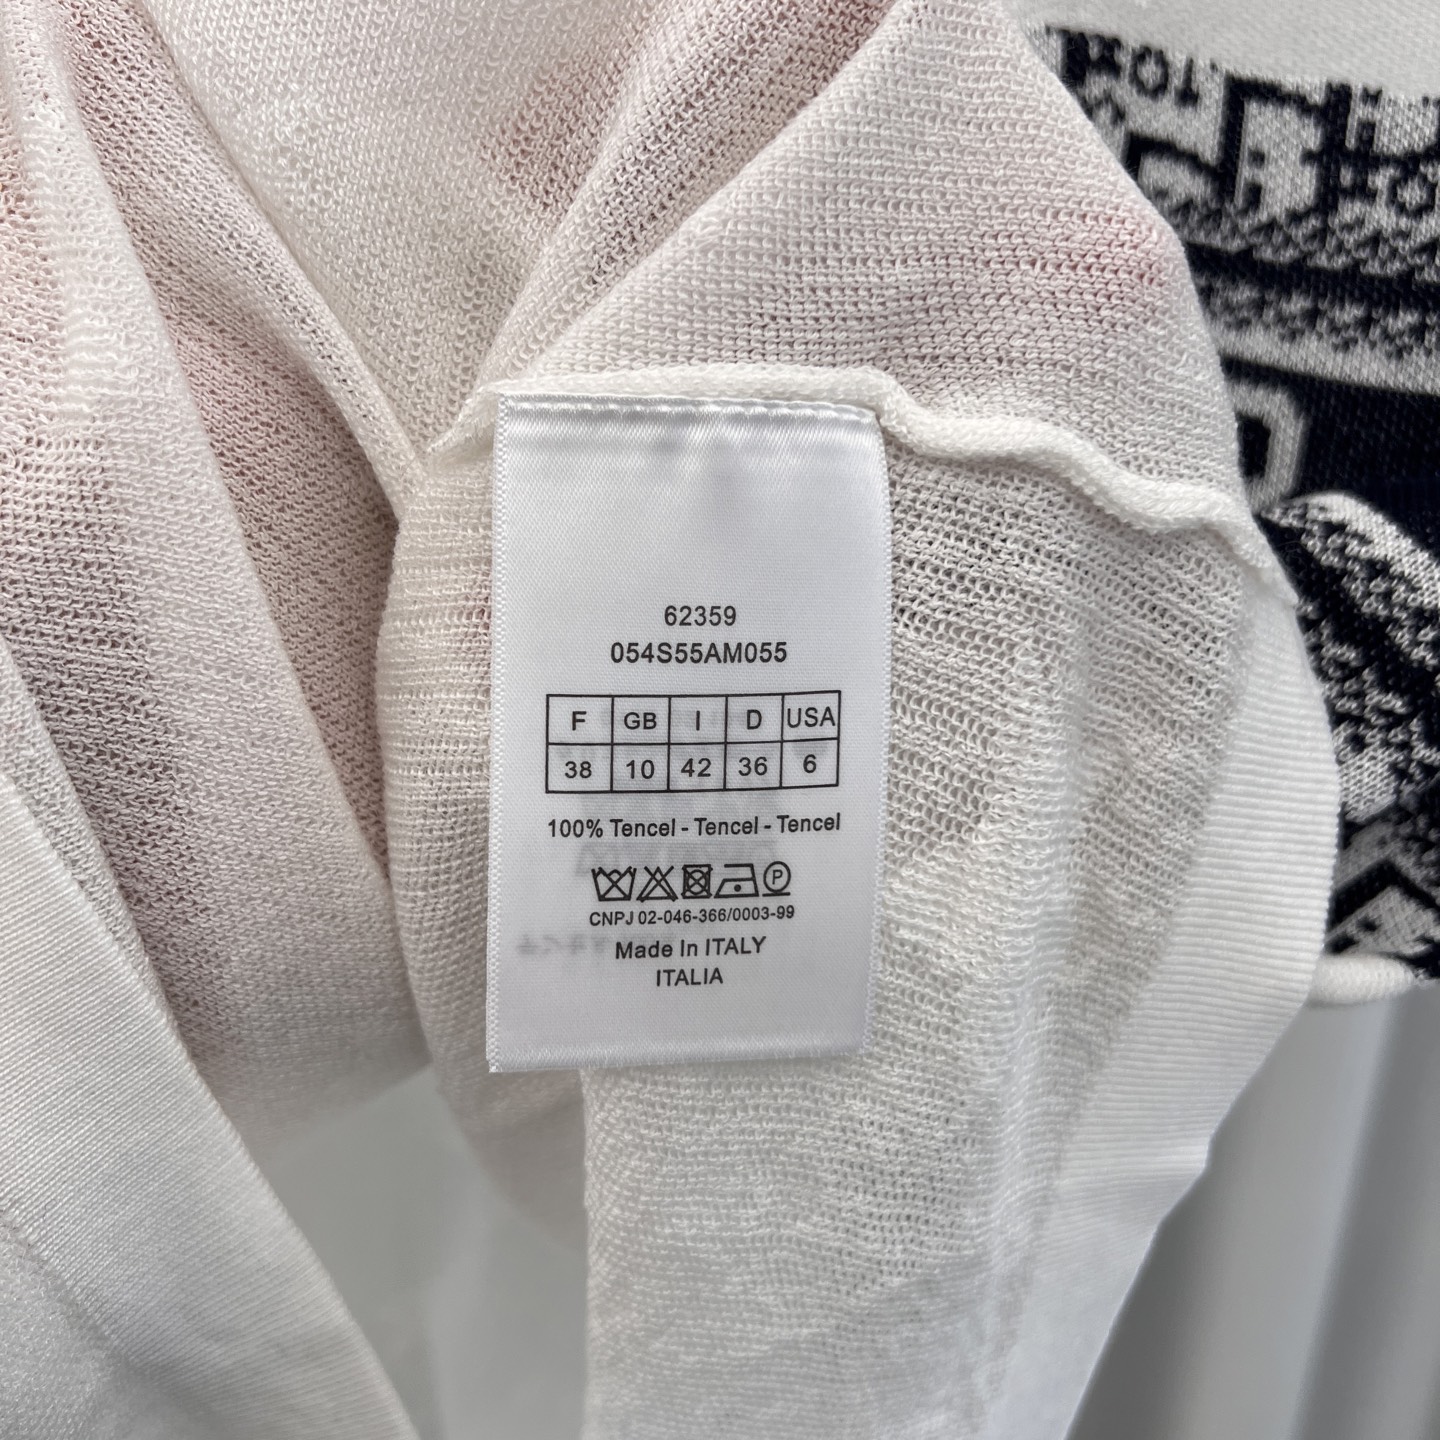 62359
054S55AM055
F GB I D USA
38 10 42 36 6
100% Tencel - Tencel - Tencel
P
CNPJ 02-046-366/0003-99
Made In ITALY
ITALIA